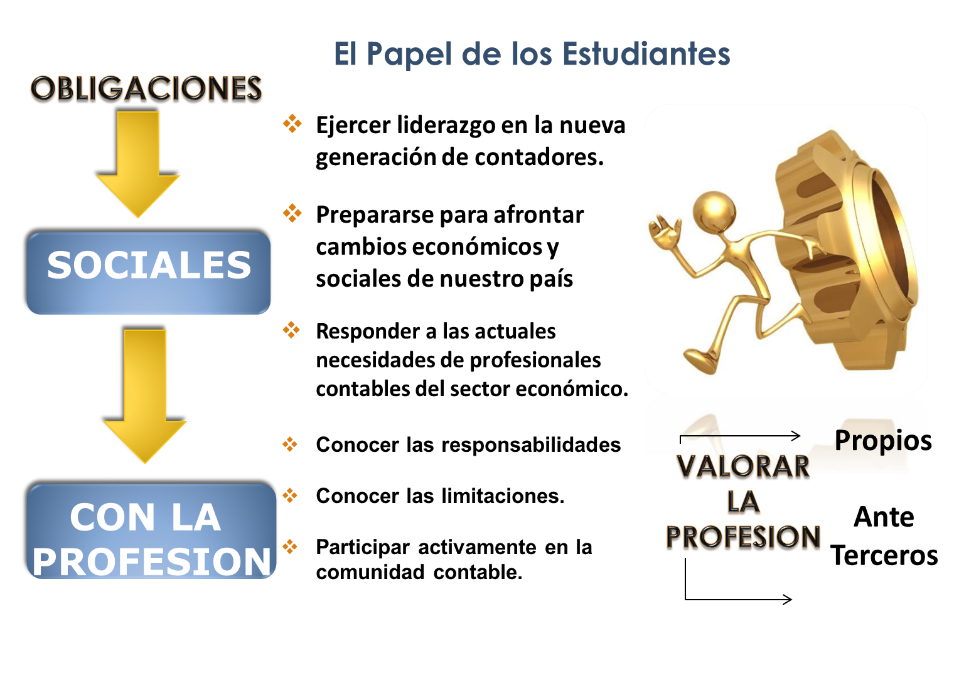 El Papel de los Estudiantes
OBLIGACIONES
❖ Ejercer liderazgo en la nueva
generación de contadores.
❖ Prepararse para afrontar
cambios económicos y
sociales de nuestro país
SOCIALES
❖ Responder a las actuales
necesidades de profesionales
contables del sector económico.
❖ Conocer las responsabilidades
❖ Conocer las limitaciones.
❖ Participar activamente en la
comunidad contable.
CON LA
PROFESION
VALORAR
LA
PROFESION
Propios
Ante
Terceros